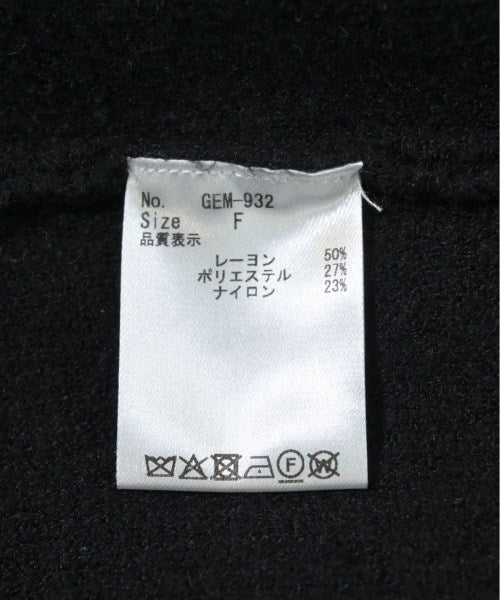 No. GEM-932
Size F
品質表示
レーヨン 50%
ポリエステル 27%
ナイロン 23%
F W